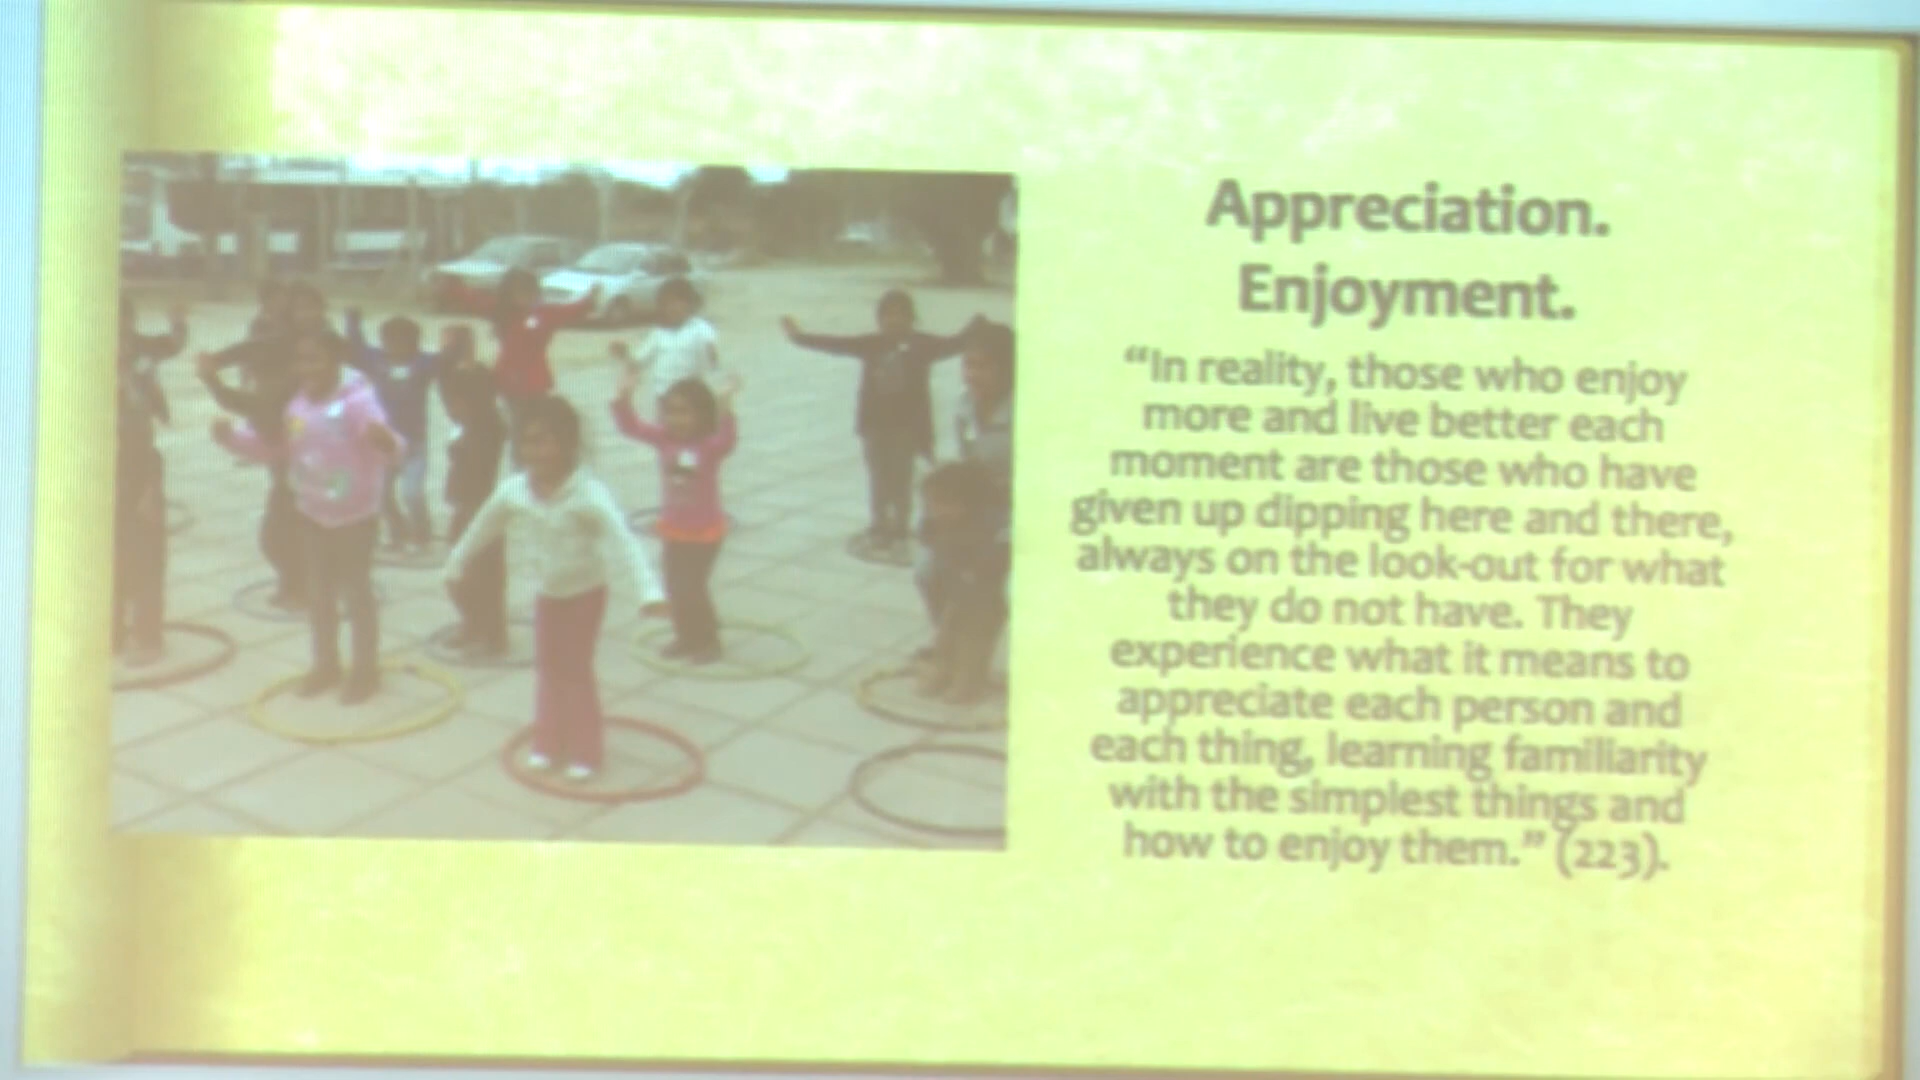 Appreciation.
Enjoyment.
“In reality, those who enjoy
more and live better each
moment are those who have
given up dipping here and there,
always on the look-out for what
they do not have. They
experience what it means to
appreciate each person and
each thing, learning familiarity
with the simplest things and
how to enjoy them.” (223).